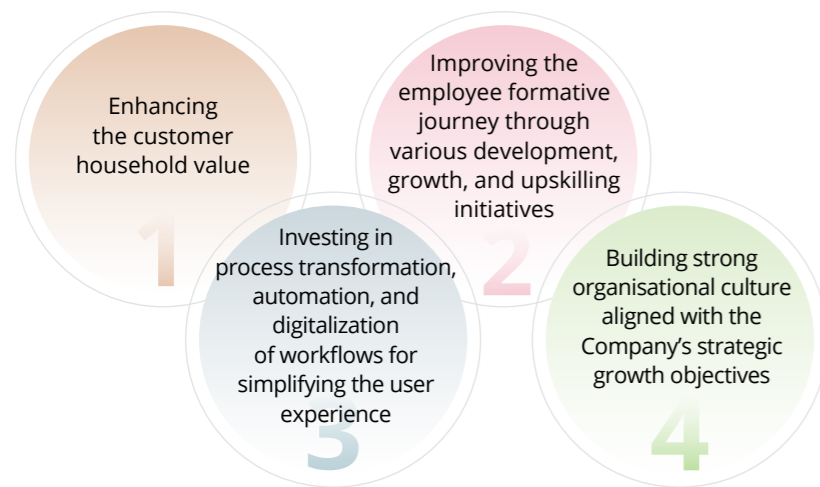 Enhancing
the customer
household value
1
Improving the
employee formative
journey through
various development,
growth, and upskilling
initiatives
2
Investing in
process transformation,
automation, and
digitalization
of workflows for
simplifying the user
experience
3
Building strong
organisational culture
aligned with the
Company’s strategic
growth objectives
4